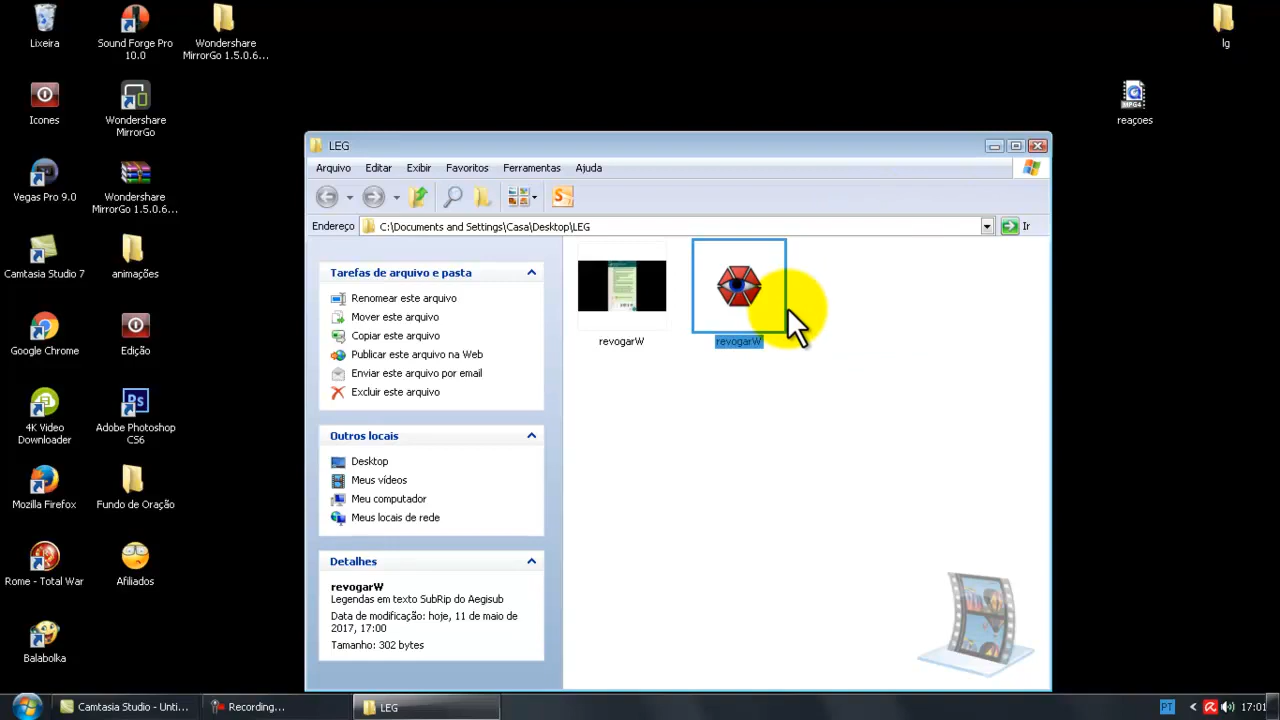 Lixeira
Sound Forge Pro
10.0
Wondershare
MirrorGo 1.5.0.6...
lg
Icones
Wondershare
MirrorGo
MPG4
reaçoes
Vegas Pro 9.0
Wondershare
MirrorGo 1.5.0.6...
Camtasia Studio 7
animações
Google Chrome
Edição
4K Video
Downloader
Ps
Adobe Photoshop
CS6
Mozilla Firefox
Fundo de Oração
Rome - Total War
Afiliados
Balabolka
LEG
Arquivo Editar Exibir Favoritos Ferramentas Ajuda
S
Endereço C:\Documents and Settings\Casa\Desktop\LEG Ir
Tarefas de arquivo e pasta
Renomear este arquivo
Mover este arquivo
Copiar este arquivo
Publicar este arquivo na Web
Enviar este arquivo por email
Excluir este arquivo
Outros locais
Desktop
Meus vídeos
Meu computador
Meus locais de rede
Detalhes
revogarW
Legendas em texto SubRip do Aegisub
Data de modificação: hoje, 11 de maio de
2017, 17:00
Tamanho: 302 bytes
revogarW
revogarW
Camtasia Studio - Unti...
Recording...
LEG
PT
17:01